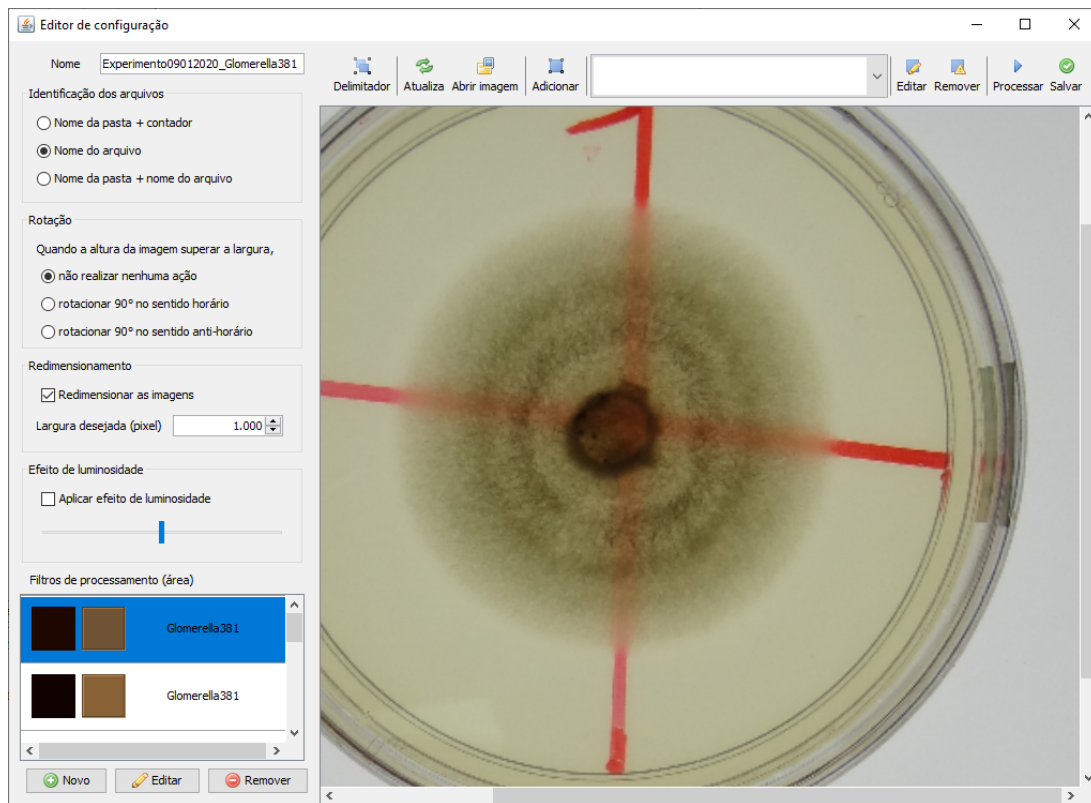 Editor de configuração
Nome Experimento09012020_Glomerella381
Delimitador Atualiza Abrir imagem Adicionar Editar Remover Processar Salvar
Identificação dos arquivos
Nome da pasta + contador
Nome do arquivo
Nome da pasta + nome do arquivo
Rotação
Quando a altura da imagem superar a largura,
não realizar nenhuma ação
rotacionar 90º no sentido horário
rotacionar 90º no sentido anti-horário
Redimensionamento
Redimensionar as imagens
Largura desejada (pixel) 1.000
Efeito de luminosidade
Aplicar efeito de luminosidade
Filtros de processamento (área)
Glomerella381
Glomerella381
Novo Editar Remover